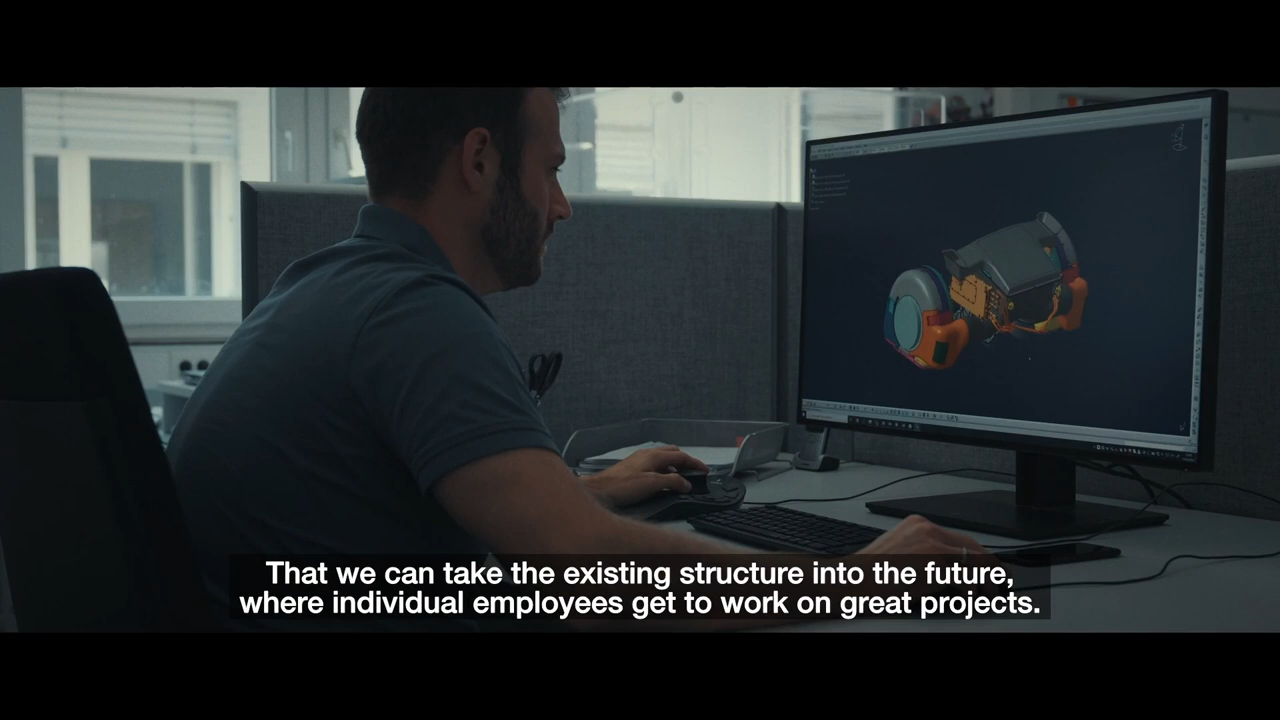 That we can take the existing structure into the future,
where individual employees get to work on great projects.